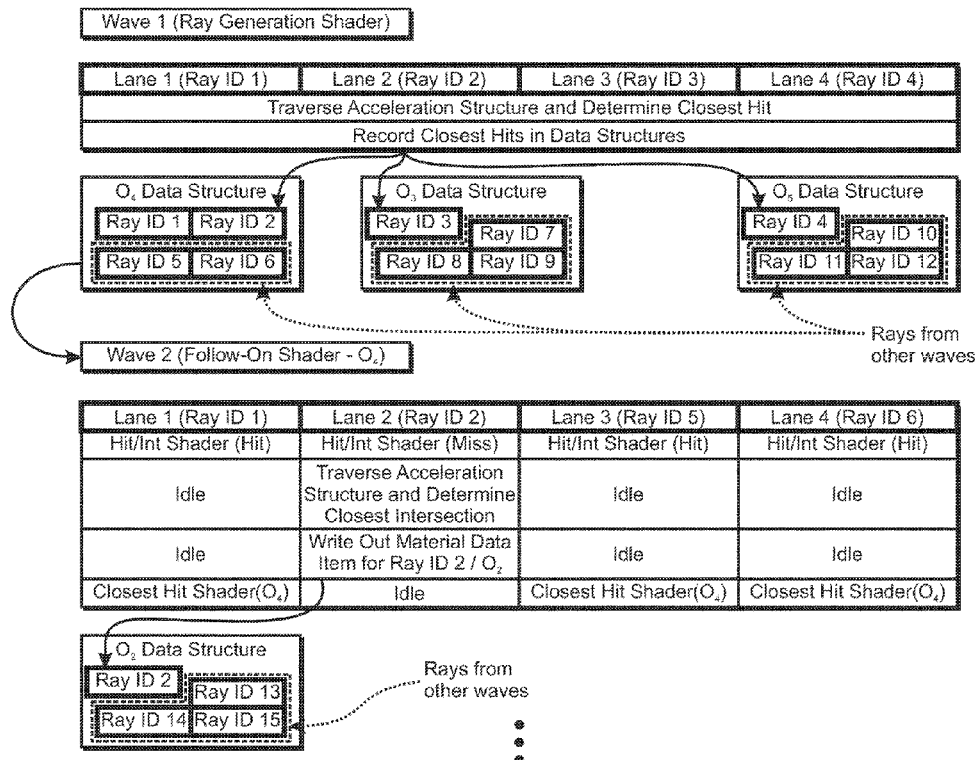 Wave 1 (Ray Generation Shader)
Lane 1 (Ray ID 1) Lane 2 (Ray ID 2) Lane 3 (Ray ID 3) Lane 4 (Ray ID 4)
Traverse Acceleration Structure and Determine Closest Hit
Record Closest Hits in Data Structures
O₄ Data Structure O₃ Data Structure O₅ Data Structure
Ray ID 1 Ray ID 2 Ray ID 3 Ray ID 7 Ray ID 4 Ray ID 10
Ray ID 5 Ray ID 6 Ray ID 8 Ray ID 9 Ray ID 11 Ray ID 12
Rays from
other waves
Wave 2 (Follow-On Shader - O₄)
Lane 1 (Ray ID 1) Lane 2 (Ray ID 2) Lane 3 (Ray ID 5) Lane 4 (Ray ID 6)
Hit/Int Shader (Hit) Hit/Int Shader (Miss) Hit/Int Shader (Hit) Hit/Int Shader (Hit)
Traverse Acceleration
Idle Structure and Determine Idle Idle
Closest Intersection
Write Out Material Data
Idle Item for Ray ID 2 / O₂ Idle Idle
Closest Hit Shader(O₄) Idle Closest Hit Shader(O₄) Closest Hit Shader(O₄)
O₂ Data Structure
Ray ID 2 Ray ID 13
Ray ID 14 Ray ID 15
Rays from
other waves